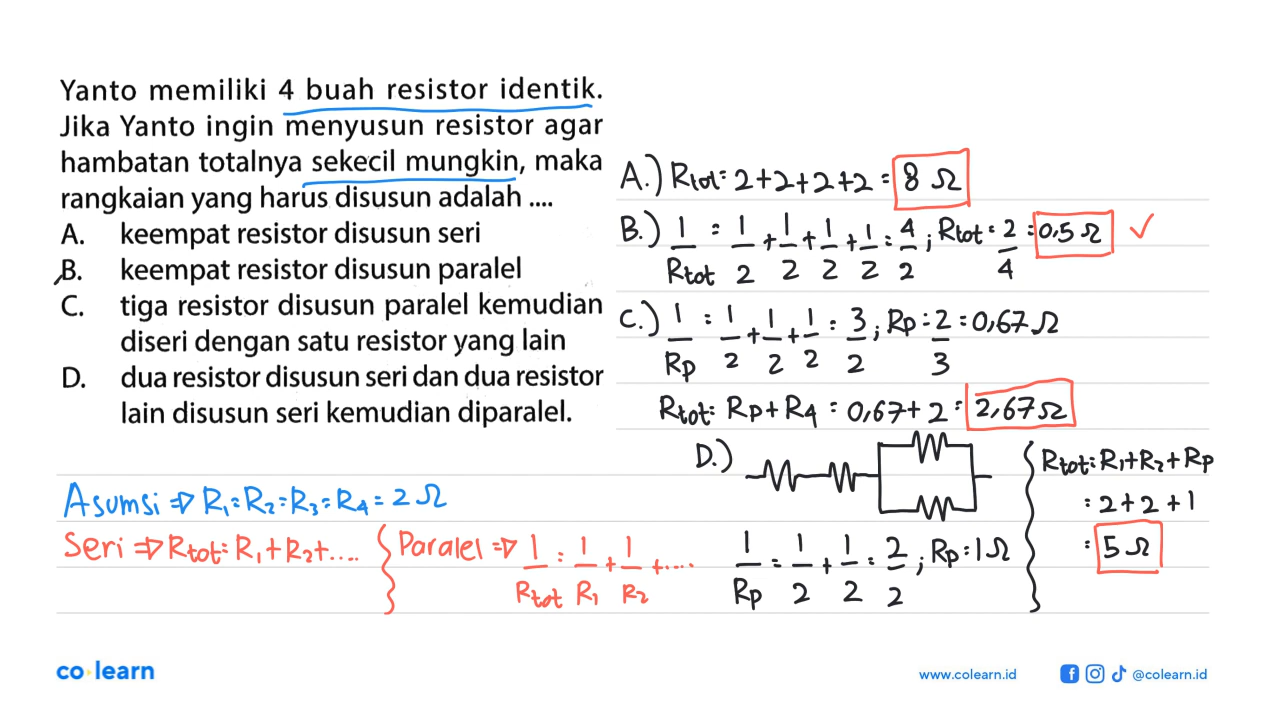 Yanto memiliki 4 buah resistor identik.
Jika Yanto ingin menyusun resistor agar
hambatan totalnya sekecil mungkin, maka
rangkaian yang harus disusun adalah ....
A. keempat resistor disusun seri
B. keempat resistor disusun paralel
C. tiga resistor disusun paralel kemudian
diseri dengan satu resistor yang lain
D. dua resistor disusun seri dan dua resistor
lain disusun seri kemudian diparalel.
Asumsi ⇒ R₁ = R₂ = R₃ = R₄ = 2 Ω
Seri ⇒ Rtot = R₁ + R₂ + ....
Paralel ⇒ 1/Rtot = 1/R₁ + 1/R₂ + ....
A.) Rtot = 2+2+2+2 = 8 Ω
B.) 1/Rtot = 1/2 + 1/2 + 1/2 + 1/2 = 4/2 ; Rtot = 2/4 = 0,5 Ω ✓
C.) 1/Rp = 1/2 + 1/2 + 1/2 = 3/2 ; Rp = 2/3 = 0,67 Ω
Rtot = Rp + R4 = 0,67 + 2 = 2,67 Ω
D.)
1/Rp = 1/2 + 1/2 = 2/2 ; Rp = 1 Ω
Rtot = R₁ + R₂ + Rp
= 2 + 2 + 1
= 5 Ω
co learn
www.colearn.id
@colearn.id